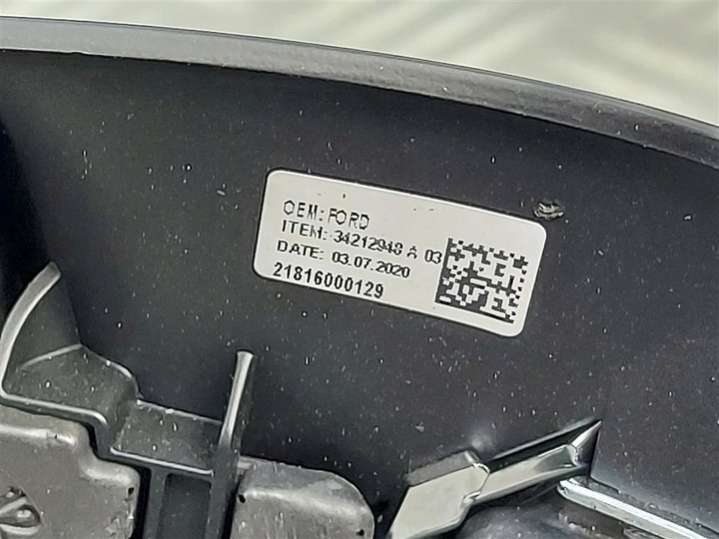 OEM: FORD
ITEM: 34212948 A 03
DATE: 03.07.2020
21816000129